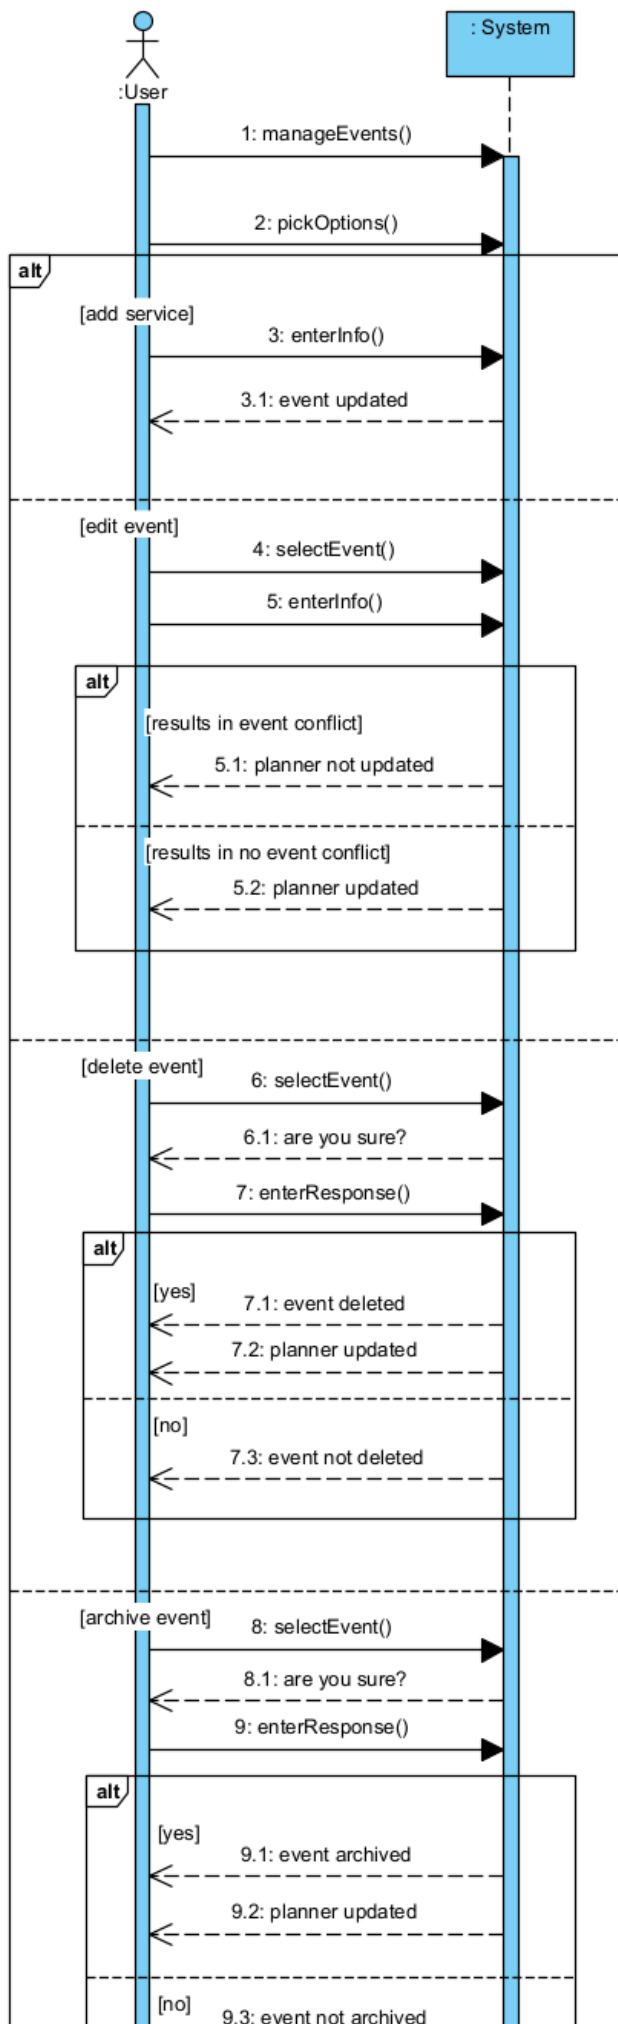 : System
:User
1: manageEvents()
2: pickOptions()
alt
[add service]
3: enterInfo()
3.1: event updated
[edit event]
4: selectEvent()
5: enterInfo()
alt
[results in event conflict]
5.1: planner not updated
[results in no event conflict]
5.2: planner updated
[delete event]
6: selectEvent()
6.1: are you sure?
7: enterResponse()
alt
[yes]
7.1: event deleted
7.2: planner updated
[no]
7.3: event not deleted
[archive event]
8: selectEvent()
8.1: are you sure?
9: enterResponse()
alt
[yes]
9.1: event archived
9.2: planner updated
[no]
9.3: event not archived